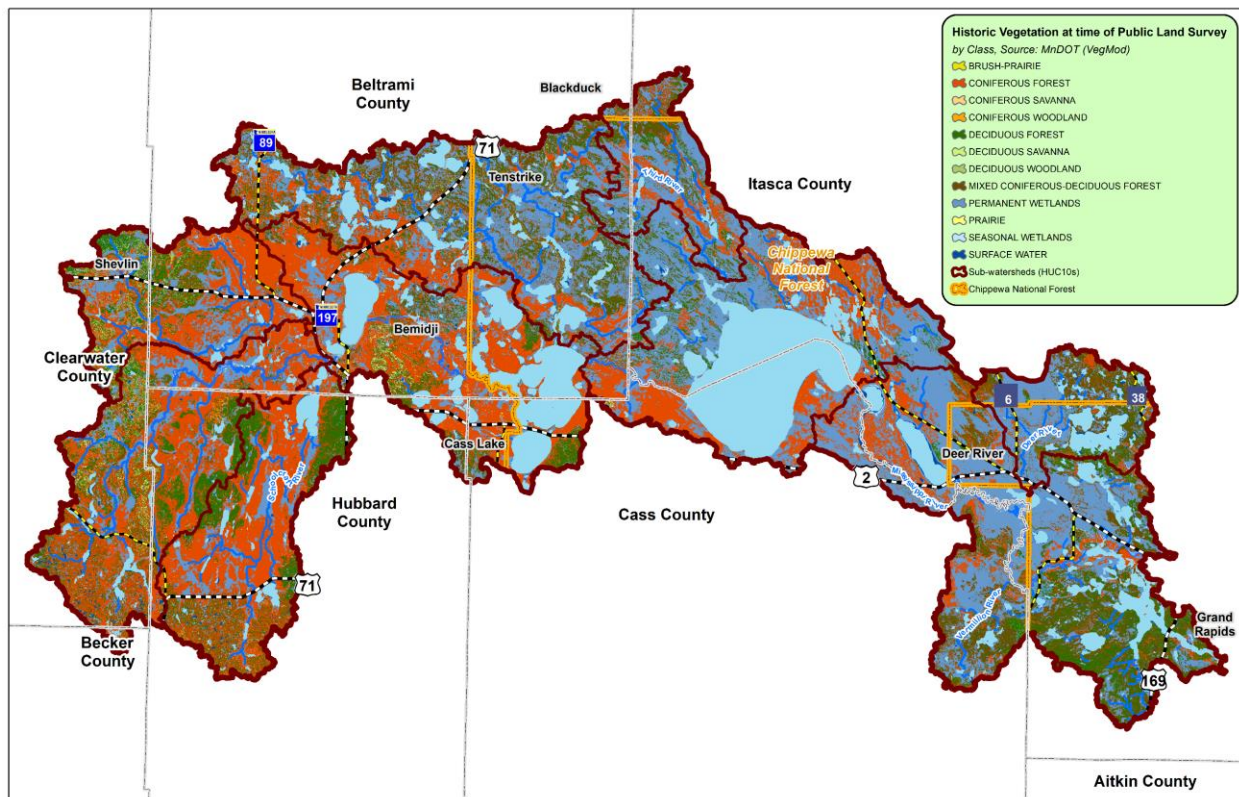 Historic Vegetation at time of Public Land Survey
by Class, Source: MnDOT (VegMod)
BRUSH-PRAIRIE
CONIFEROUS FOREST
CONIFEROUS SAVANNA
CONIFEROUS WOODLAND
DECIDUOUS FOREST
DECIDUOUS SAVANNA
DECIDUOUS WOODLAND
MIXED CONIFEROUS-DECIDUOUS FOREST
PERMANENT WETLANDS
PRAIRIE
SEASONAL WETLANDS
SURFACE WATER
Sub-watersheds (HUC10s)
Chippewa National Forest
Beltrami
County
Blackduck
89
71
Tenstrike
Third River
Itasca County
Chippewa
National
Forest
Shevlin
197
Bemidji
Clearwater
County
6
38
Deer River
Deer River
Cass Lake
2
Mississippi River
Schoolcraft
River
Hubbard
County
Cass County
71
Vermillion River
Becker
County
Grand
Rapids
169
Aitkin County